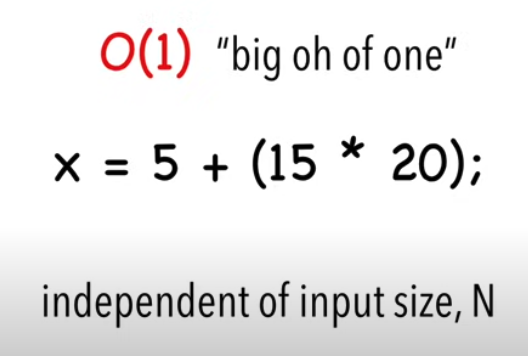 O(1) "big oh of one"
x = 5 + (15 * 20);
independent of input size, N